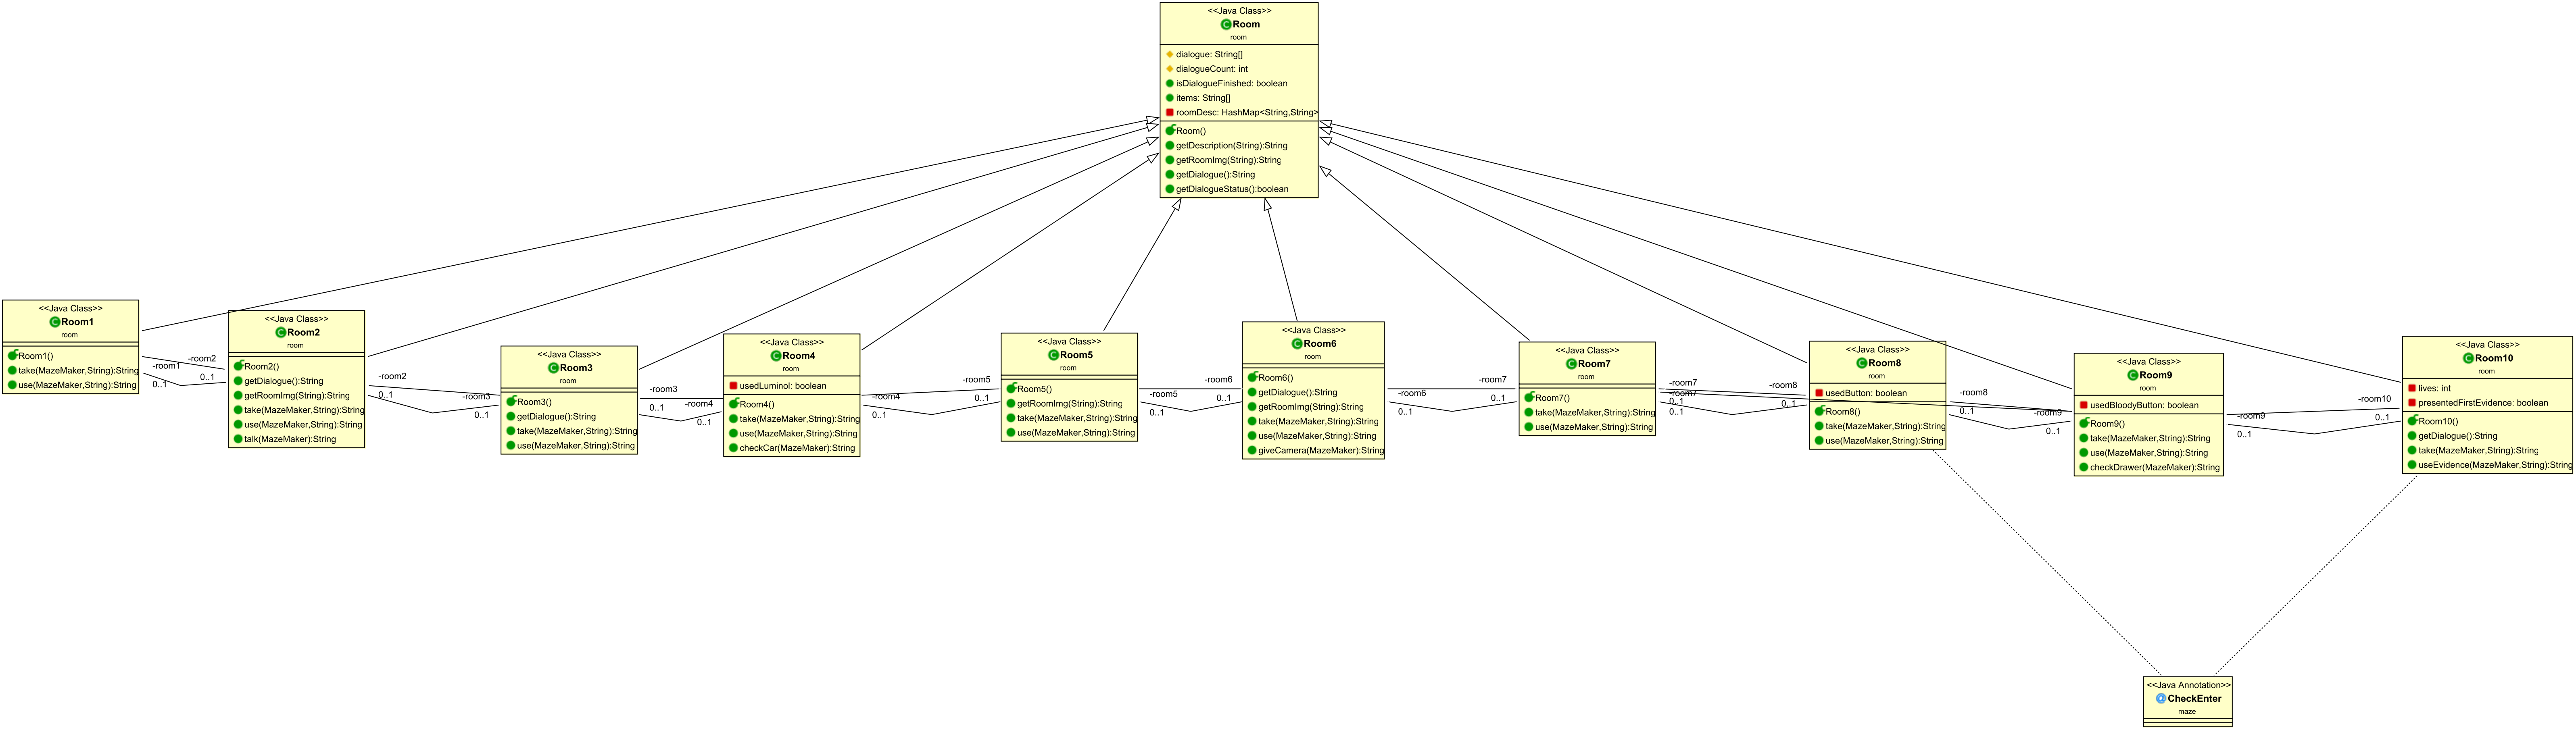 <<Java Class>>
Room
room
dialogue: String[]
dialogueCount: int
isDialogueFinished: boolean
items: String[]
roomDesc: HashMap<String,String>
Room()
getDescription(String):String
getRoomImg(String):String
getDialogue():String
getDialogueStatus():boolean
<<Java Class>>
Room1
room
Room1()
take(MazeMaker,String):String
use(MazeMaker,String):String
-room2
-room1
0..1
0..1
<<Java Class>>
Room2
room
Room2()
getDialogue():String
getRoomImg(String):String
take(MazeMaker,String):String
use(MazeMaker,String):String
talk(MazeMaker):String
-room2
0..1
-room3
0..1
<<Java Class>>
Room3
room
Room3()
getDialogue():String
take(MazeMaker,String):String
use(MazeMaker,String):String
-room3
0..1
-room4
0..1
<<Java Class>>
Room4
room
usedLuminol: boolean
Room4()
take(MazeMaker,String):String
use(MazeMaker,String):String
checkCar(MazeMaker):String
-room5
-room4
0..1
0..1
<<Java Class>>
Room5
room
Room5()
getRoomImg(String):String
take(MazeMaker,String):String
use(MazeMaker,String):String
-room6
-room5
0..1
0..1
<<Java Class>>
Room6
room
Room6()
getDialogue():String
getRoomImg(String):String
take(MazeMaker,String):String
use(MazeMaker,String):String
giveCamera(MazeMaker):String
-room7
-room6
0..1
0..1
<<Java Class>>
Room7
room
Room7()
take(MazeMaker,String):String
use(MazeMaker,String):String
-room7
-room8
-room7
0..1
0..1
0..1
<<Java Class>>
Room8
room
usedButton: boolean
Room8()
take(MazeMaker,String):String
use(MazeMaker,String):String
-room8
0..1
-room9
0..1
<<Java Class>>
Room9
room
usedBloodyButton: boolean
Room9()
take(MazeMaker,String):String
use(MazeMaker,String):String
checkDrawer(MazeMaker):String
-room10
-room9
0..1
0..1
<<Java Class>>
Room10
room
lives: int
presentedFirstEvidence: boolean
Room10()
getDialogue():String
take(MazeMaker,String):String
useEvidence(MazeMaker,String):String
<<Java Annotation>>
CheckEnter
maze